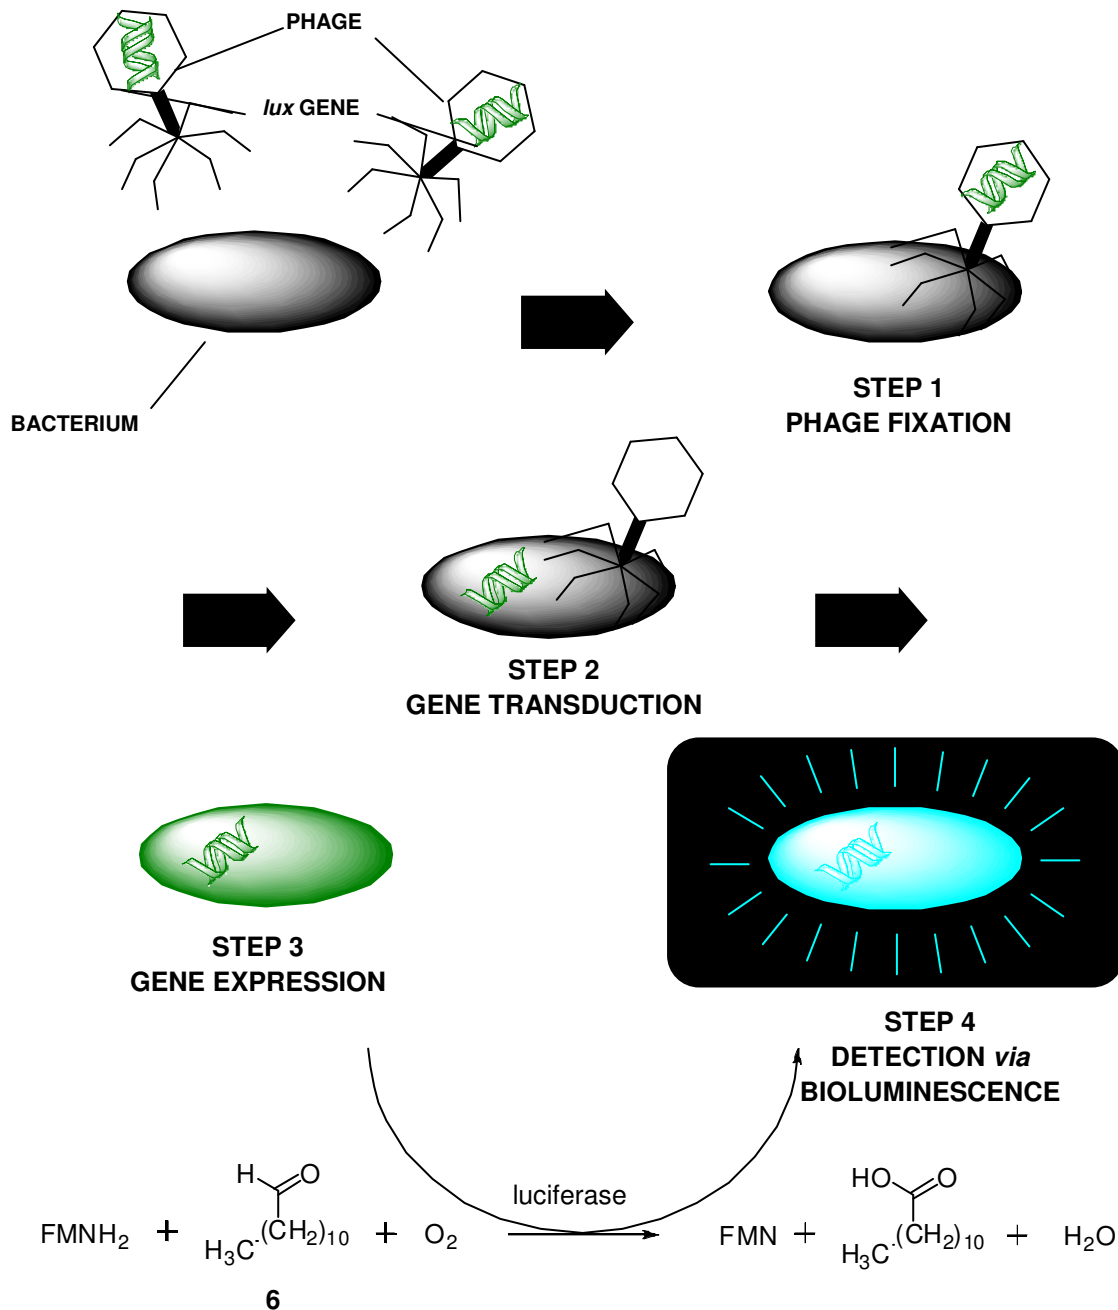 PHAGE
lux GENE
BACTERIUM
STEP 1
PHAGE FIXATION
STEP 2
GENE TRANSDUCTION
STEP 3
GENE EXPRESSION
STEP 4
DETECTION via
BIOLUMINESCENCE
luciferase
H O HO O
FMNH₂ + H₃C (CH₂)₁₀ + O₂ FMN + H₃C (CH₂)₁₀ + H₂O
6